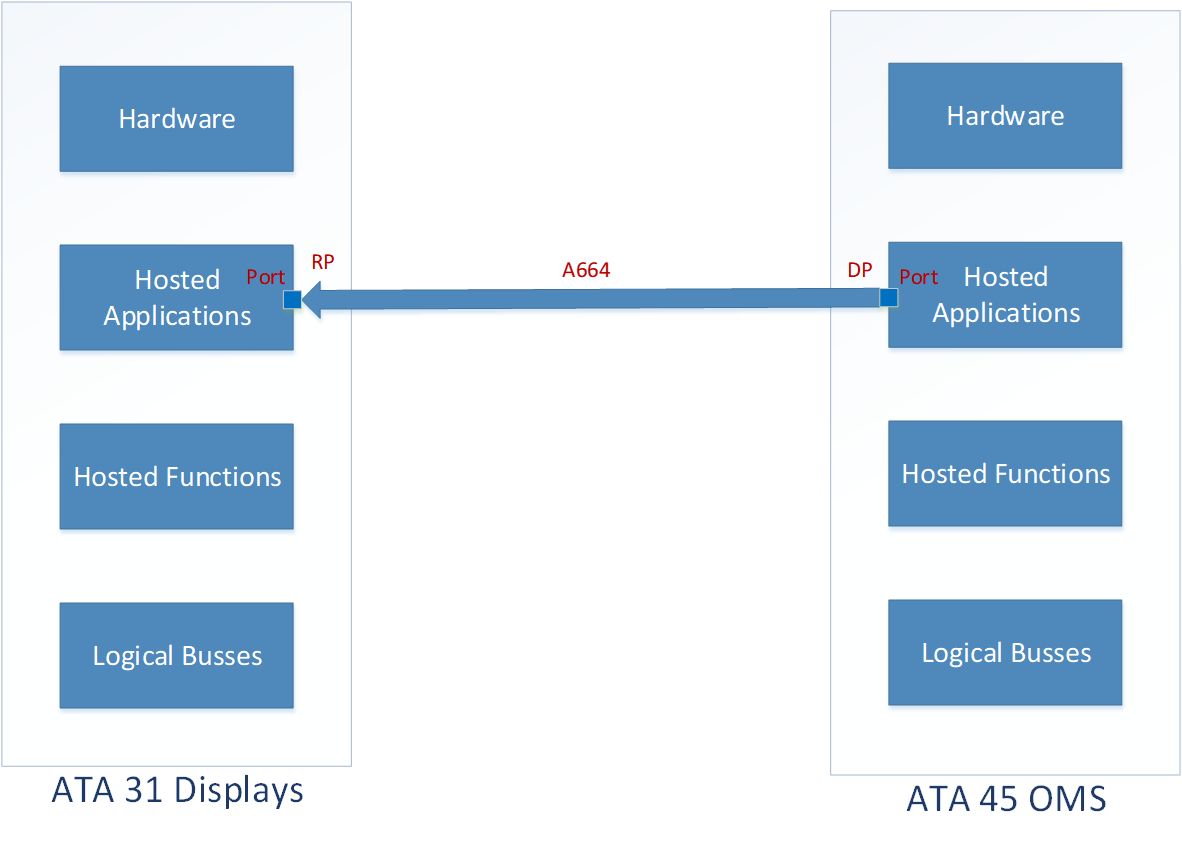 Hardware
Hosted
Applications
Port
RP
Hosted Functions
Logical Busses
ATA 31 Displays
A664
Hardware
DP
Port
Hosted
Applications
Hosted Functions
Logical Busses
ATA 45 OMS